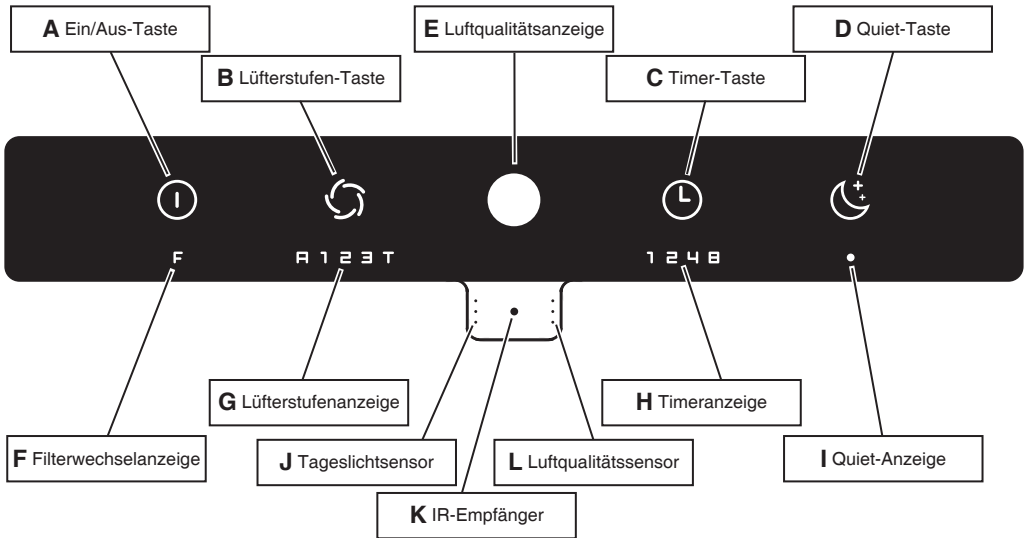 A Ein/Aus-Taste
E Luftqualitätsanzeige
D Quiet-Taste
B Lüfterstufen-Taste
C Timer-Taste
F
A 1 2 3 T
1 2 4 8
G Lüfterstufenanzeige
H Timeranzeige
F Filterwechselanzeige
J Tageslichtsensor
L Luftqualitätssensor
I Quiet-Anzeige
K IR-Empfänger